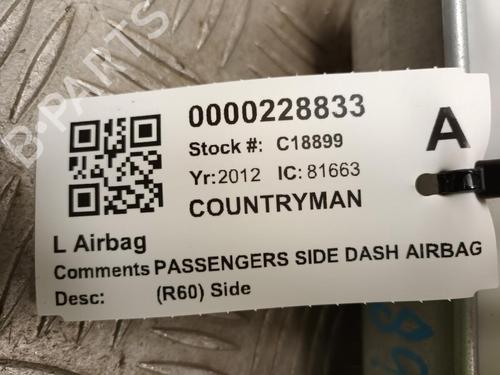 B-PARTS
0000228833
A
Stock #: C18899
Yr: 2012 IC: 81663
COUNTRYMAN
L Airbag
Comments PASSENGERS SIDE DASH AIRBAG
Desc: (R60) Side